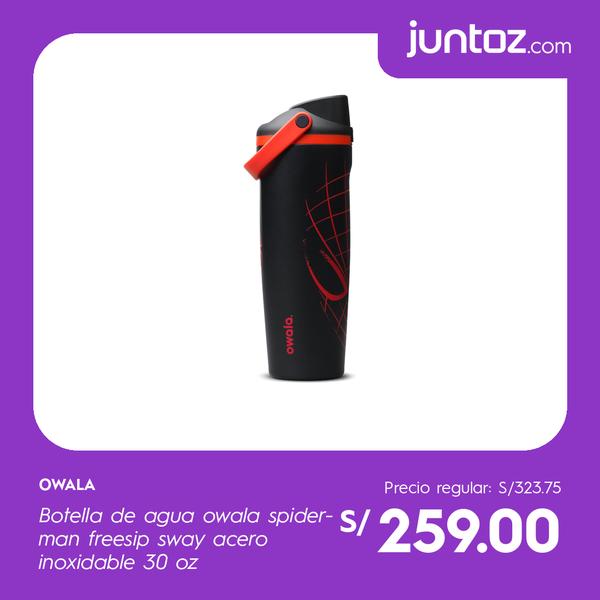 juntoz.com
owala.
OWALA
Precio regular: S/323.75
Botella de agua owala spider-
man freesip sway acero
inoxidable 30 oz
S/ 259.00